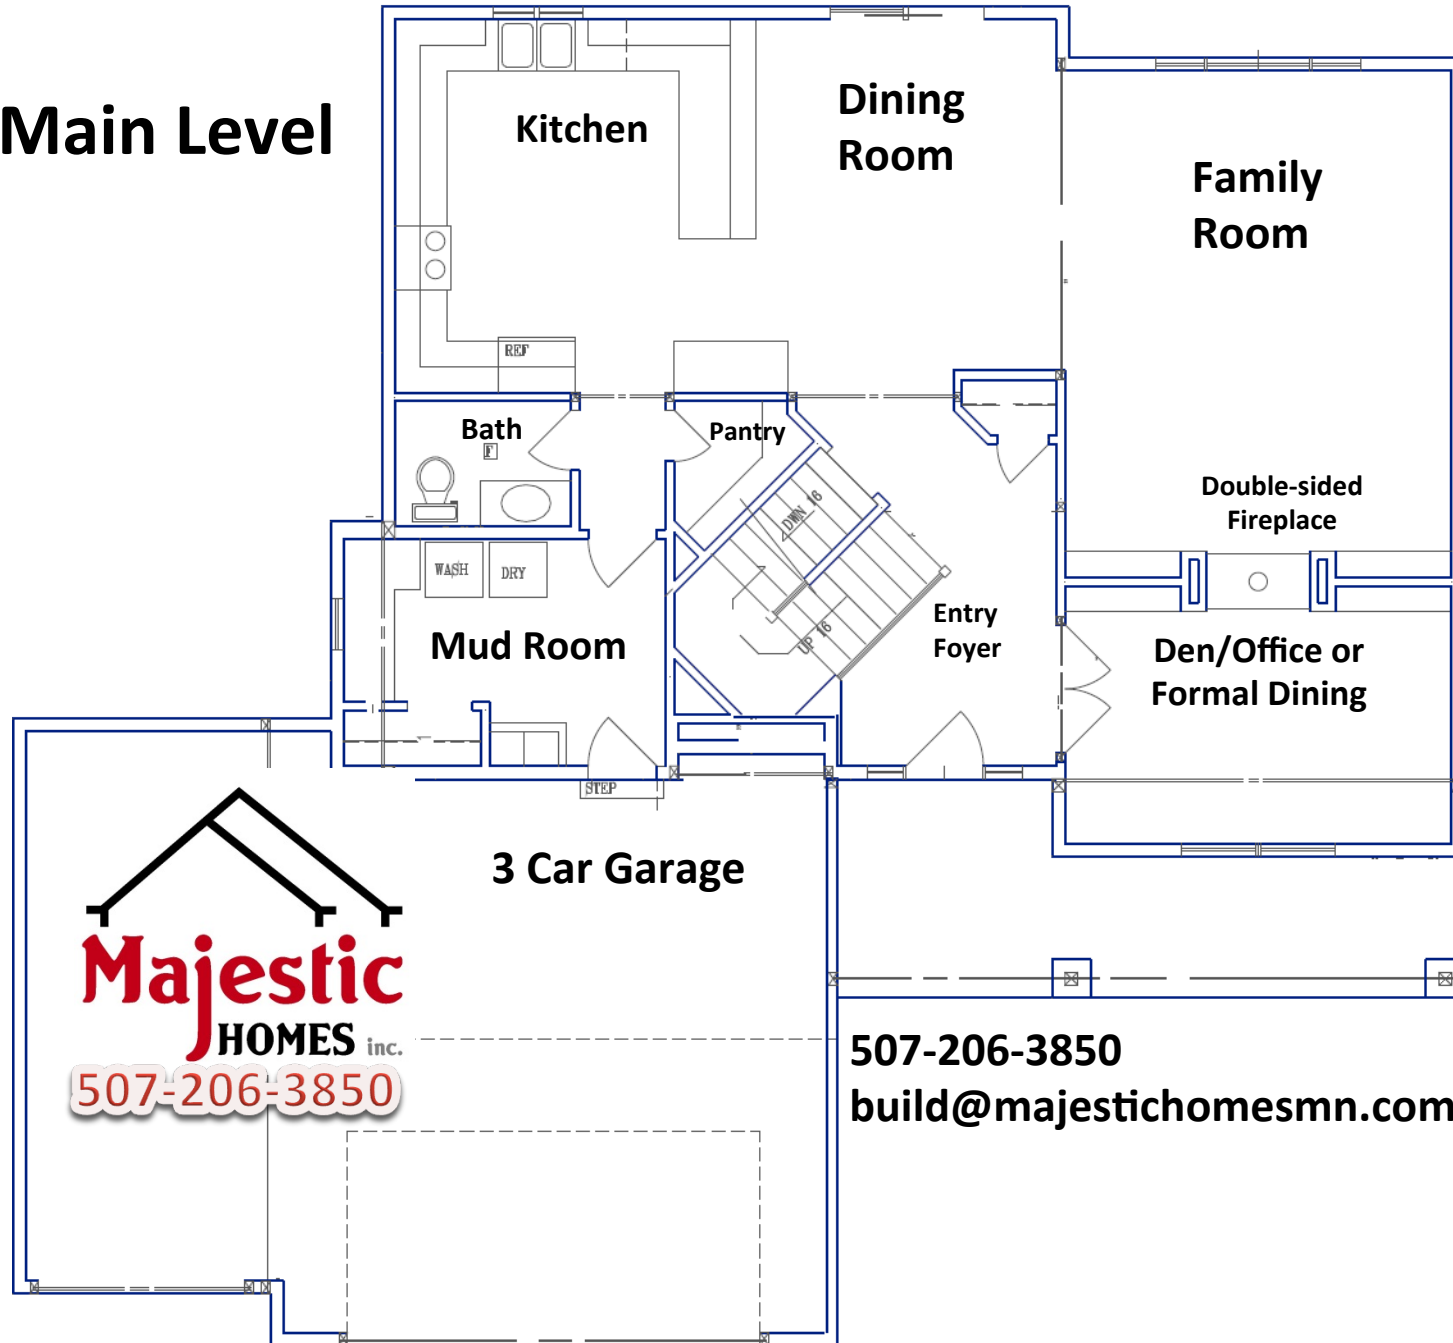 Main Level
Kitchen
Dining
Room
Family
Room
REF
Bath
F
Pantry
DWN 16
Double-sided
Fireplace
WASH
DRY
Mud Room
UP 16
Entry
Foyer
Den/Office or
Formal Dining
STEP
3 Car Garage
Majestic
HOMES inc.
507-206-3850
507-206-3850
build@majestichomesmn.com